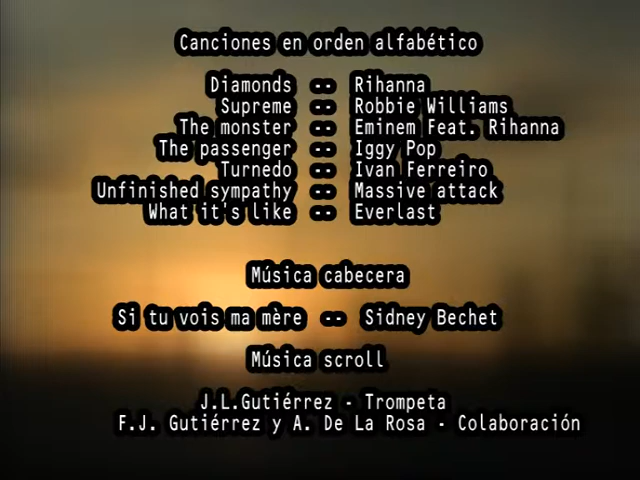 Canciones en orden alfabético
Diamonds -- Rihanna
Supreme -- Robbie Williams
The monster -- Eminem Feat. Rihanna
The passenger -- Iggy Pop
Turnedo -- Ivan Ferreiro
Unfinished sympathy -- Massive attack
What it's like -- Everlast
Música cabecera
Si tu vois ma mère -- Sidney Bechet
Música scroll
J.L.Gutiérrez - Trompeta
F.J. Gutiérrez y A. De La Rosa - Colaboración